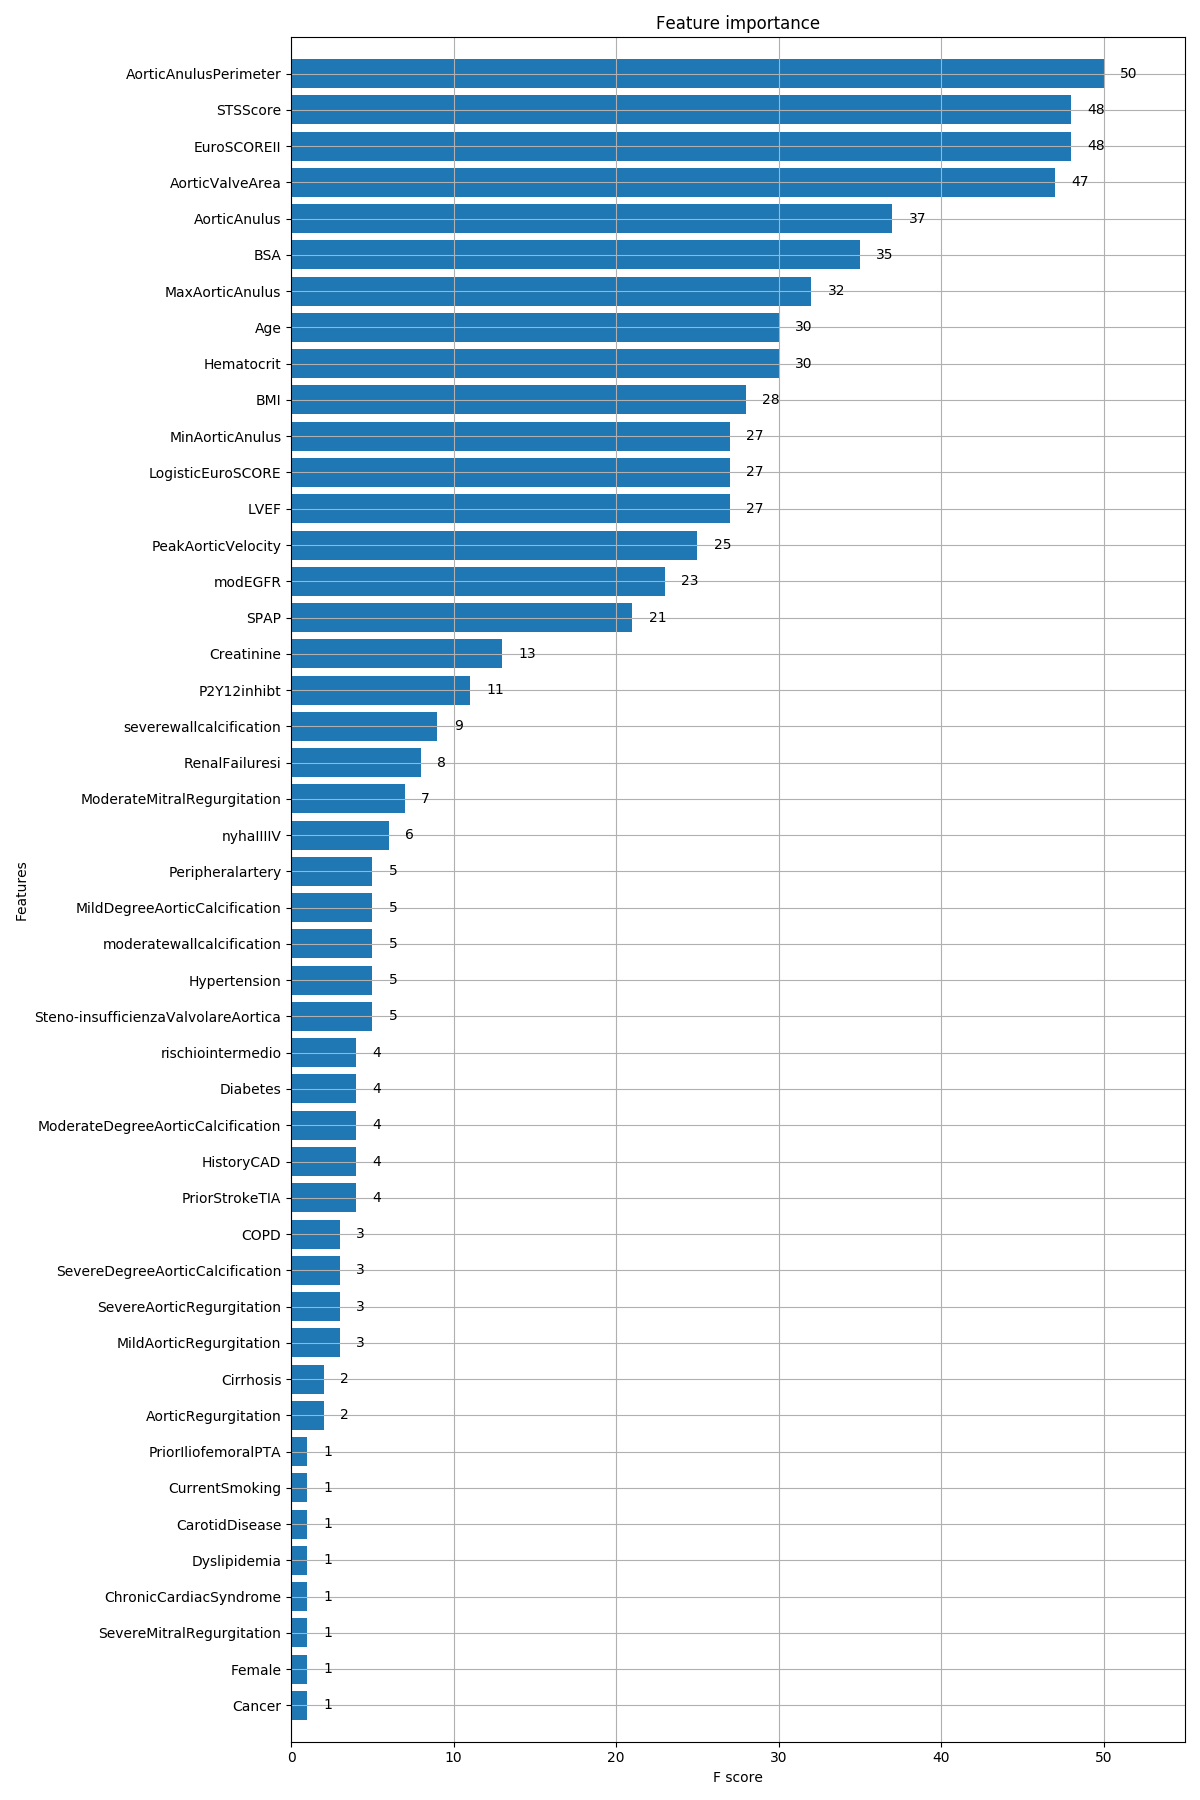 Feature importance
AorticAnulusPerimeter 50
STSScore 48
EuroSCOREII 48
AorticValveArea 47
AorticAnulus 37
BSA 35
MaxAorticAnulus 32
Age 30
Hematocrit 30
BMI 28
MinAorticAnulus 27
LogisticEuroSCORE 27
LVEF 27
PeakAorticVelocity 25
modEGFR 23
SPAP 21
Creatinine 13
P2Y12inhibt 11
severewallcalcification 9
RenalFailuresi 8
ModerateMitralRegurgitation 7
nyhaIIIIV 6
Peripheralartery 5
Features
MildDegreeAorticCalcification 5
moderatewallcalcification 5
Hypertension 5
Steno-insufficienzaValvolareAortica 5
rischiointermedio 4
Diabetes 4
ModerateDegreeAorticCalcification 4
HistoryCAD 4
PriorStrokeTIA 4
COPD 3
SevereDegreeAorticCalcification 3
SevereAorticRegurgitation 3
MildAorticRegurgitation 3
Cirrhosis 2
AorticRegurgitation 2
PriorIliofemoralPTA 1
CurrentSmoking 1
CarotidDisease 1
Dyslipidemia 1
ChronicCardiacSyndrome 1
SevereMitralRegurgitation 1
Female 1
Cancer 1
0 10 20 30 40 50
F score